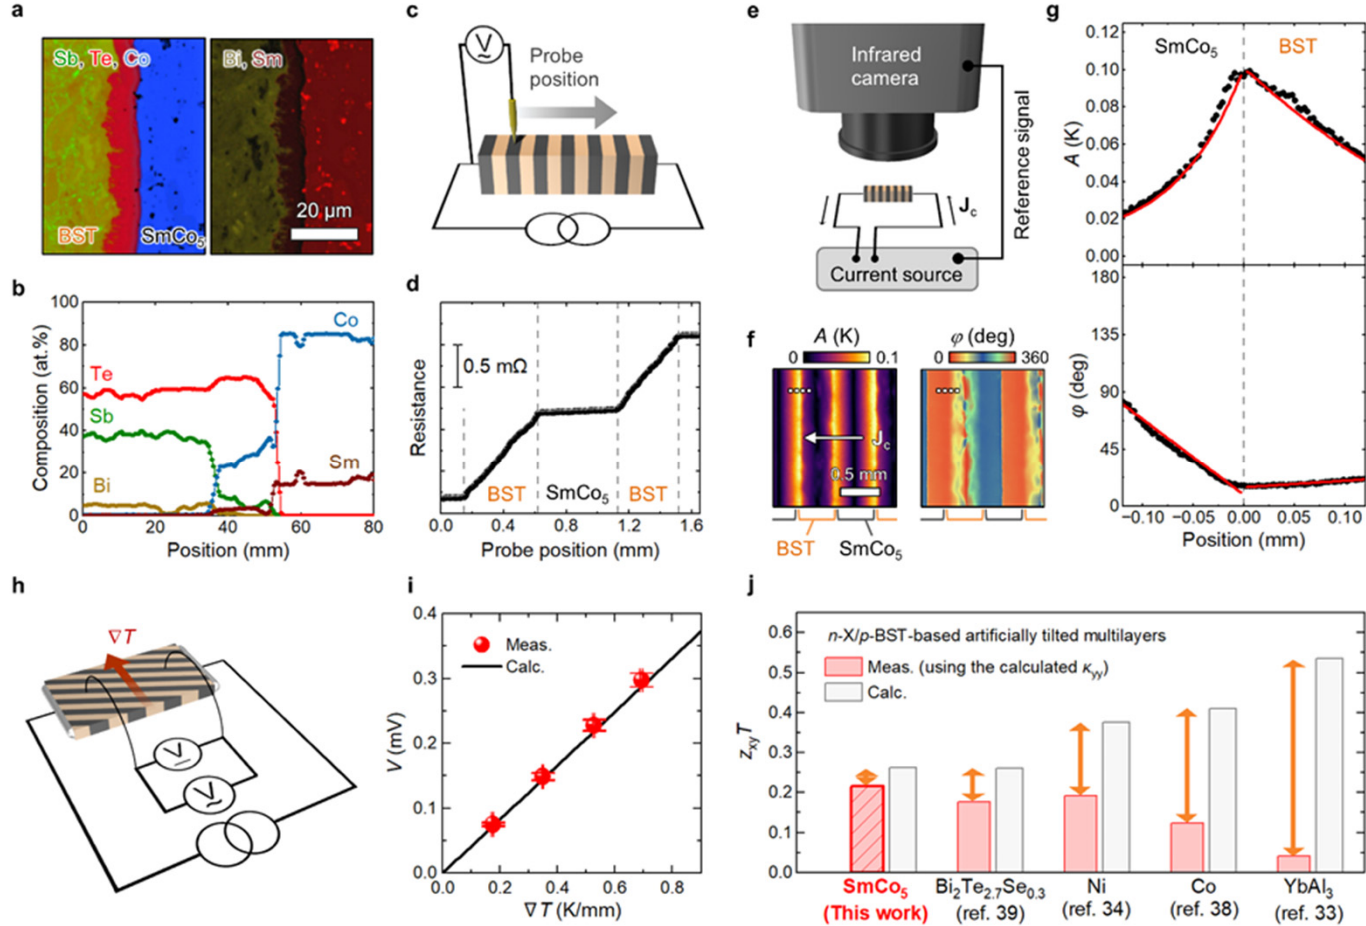 a
Sb, Te, Co
Bi, Sm
BST
SmCo5
20 μm
b
Composition (at.%)
100
80
60
40
20
0
Te
Sb
Bi
Co
Sm
0
20
40
60
80
Position (mm)
c
V
Probe
position
d
Resistance
0.5 mΩ
BST
SmCo5
BST
0.0
0.4
0.8
1.2
1.6
Probe position (mm)
e
Infrared
camera
Reference signal
Jc
Current source
f
A (K)
0
0.1
φ (deg)
0
360
Jc
0.5 mm
BST
SmCo5
g
SmCo5
BST
A (K)
0.10
0.08
0.06
0.04
0.02
0.00
φ (deg)
180
135
90
45
0
−0.10
−0.05
0.00
0.05
0.10
Position (mm)
h
∇T
V
V
i
V (mV)
0.4
0.3
0.2
0.1
0.0
Meas.
Calc.
0.0
0.2
0.4
0.6
0.8
∇T (K/mm)
j
zxyT
0.6
0.5
0.4
0.3
0.2
0.1
0.0
n-X/p-BST-based artificially tilted multilayers
Meas. (using the calculated κyy)
Calc.
SmCo5
(This work)
Bi2Te2.7Se0.3
(ref. 39)
Ni
(ref. 34)
Co
(ref. 38)
YbAl3
(ref. 33)